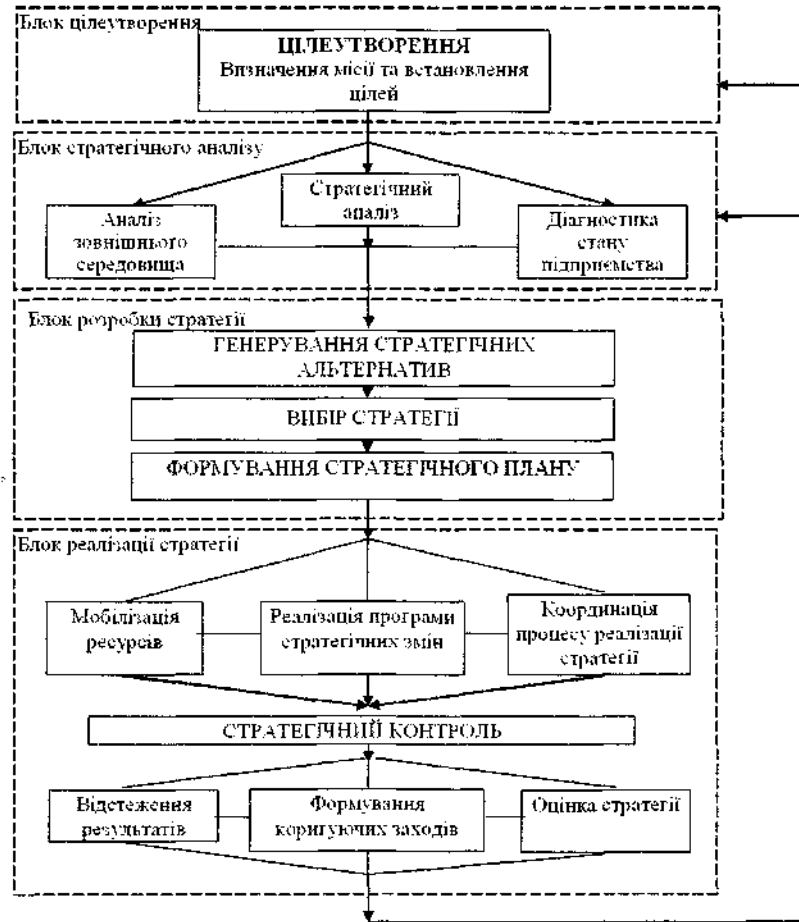 Блок цілеутворення
ЦІЛЕУТВОРЕННЯ
Визначення місії та встановлення
цілей
Блок стратегічного аналізу
Стратегічний
аналіз
Аналіз
зовнішнього
середовища
Діагностика
стану
підприємства
Блок розробки стратегії
ГЕНЕРУВАННЯ СТРАТЕГІЧНИХ
АЛЬТЕРНАТИВ
ВИБІР СТРАТЕГІЇ
ФОРМУВАННЯ СТРАТЕГІЧНОГО ПЛАНУ
Блок реалізації стратегії
Мобілізація
ресурсів
Реалізація програми
стратегічних змін
Координація
процесу реалізації
стратегії
СТРАТЕГІЧНИЙ КОНТРОЛЬ
Відстеження
результатів
Формування
коригуючих заходів
Оцінка стратегії